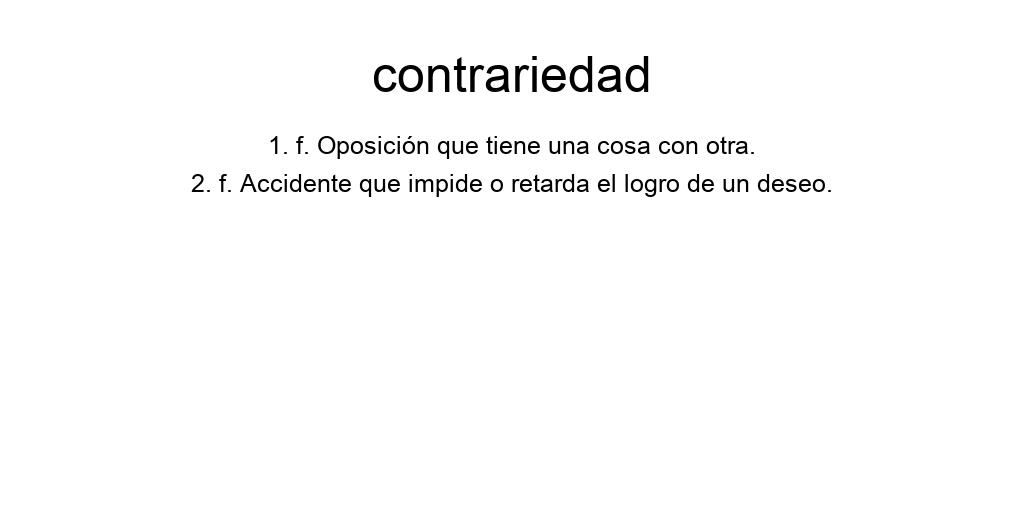 contrariedad
1. f. Oposición que tiene una cosa con otra.
2. f. Accidente que impide o retarda el logro de un deseo.